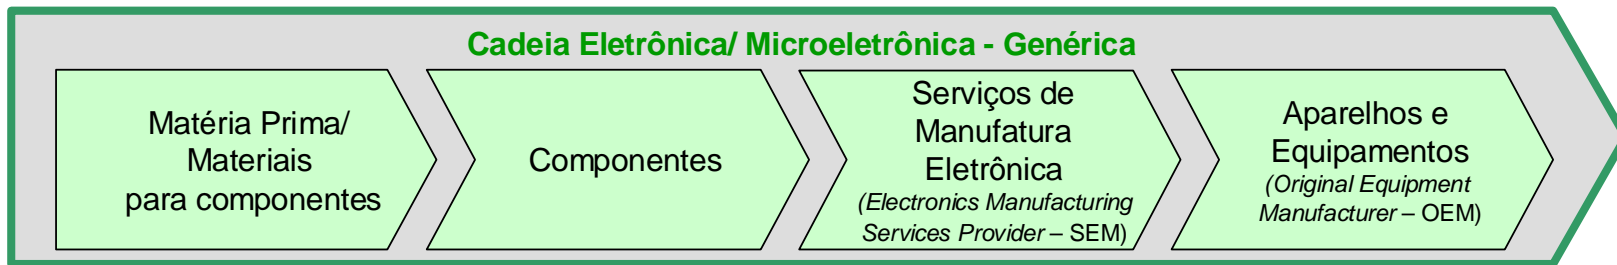 Cadeia Eletrônica/ Microeletrônica - Genérica
Matéria Prima/
Materiais
para componentes
Componentes
Serviços de
Manufatura
Eletrônica
(Electronics Manufacturing
Services Provider – SEM)
Aparelhos e
Equipamentos
(Original Equipment
Manufacturer – OEM)